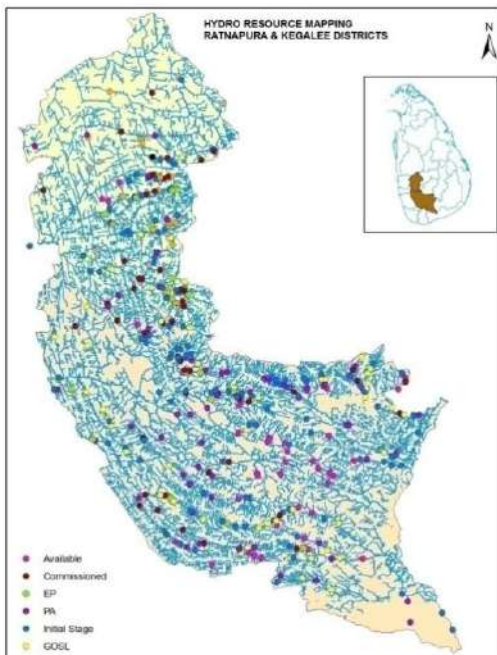 HYDRO RESOURCE MAPPING
RATNAPURA & KEGALEE DISTRICTS
N
Available
Commissioned
EP
PA
Initial Stage
GOSL